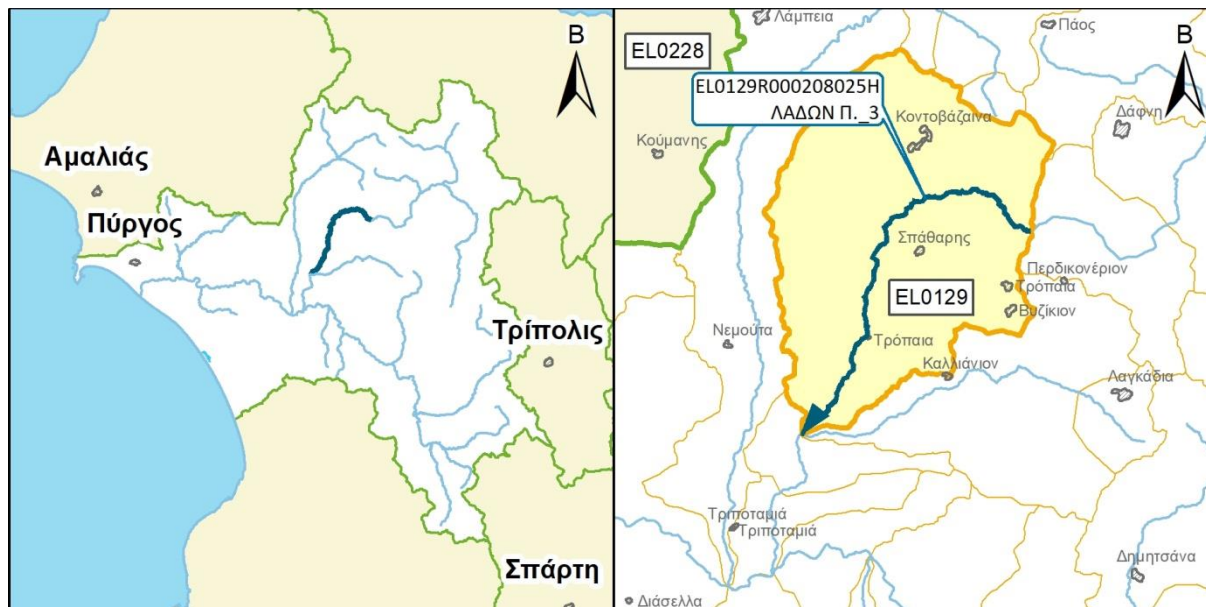 Β
Αμαλιάς
Πύργος
Τρίπολις
Σπάρτη
Λάμπεια
Πάος
Β
EL0228
EL0129R000208025H
ΛΑΔΩΝ Π._3
Κοντοβάζαινα
Δάφνη
Κούμανης
Σπάθαρης
Περδικονέριον
Τρόπαια
Βυζίκιον
EL0129
Νεμούτα
Τρόπαια
Καλλιάνιον
Λαγκάδια
Τριποταμιά
Τριποταμιά
Δημητσάνα
Διάσελλα